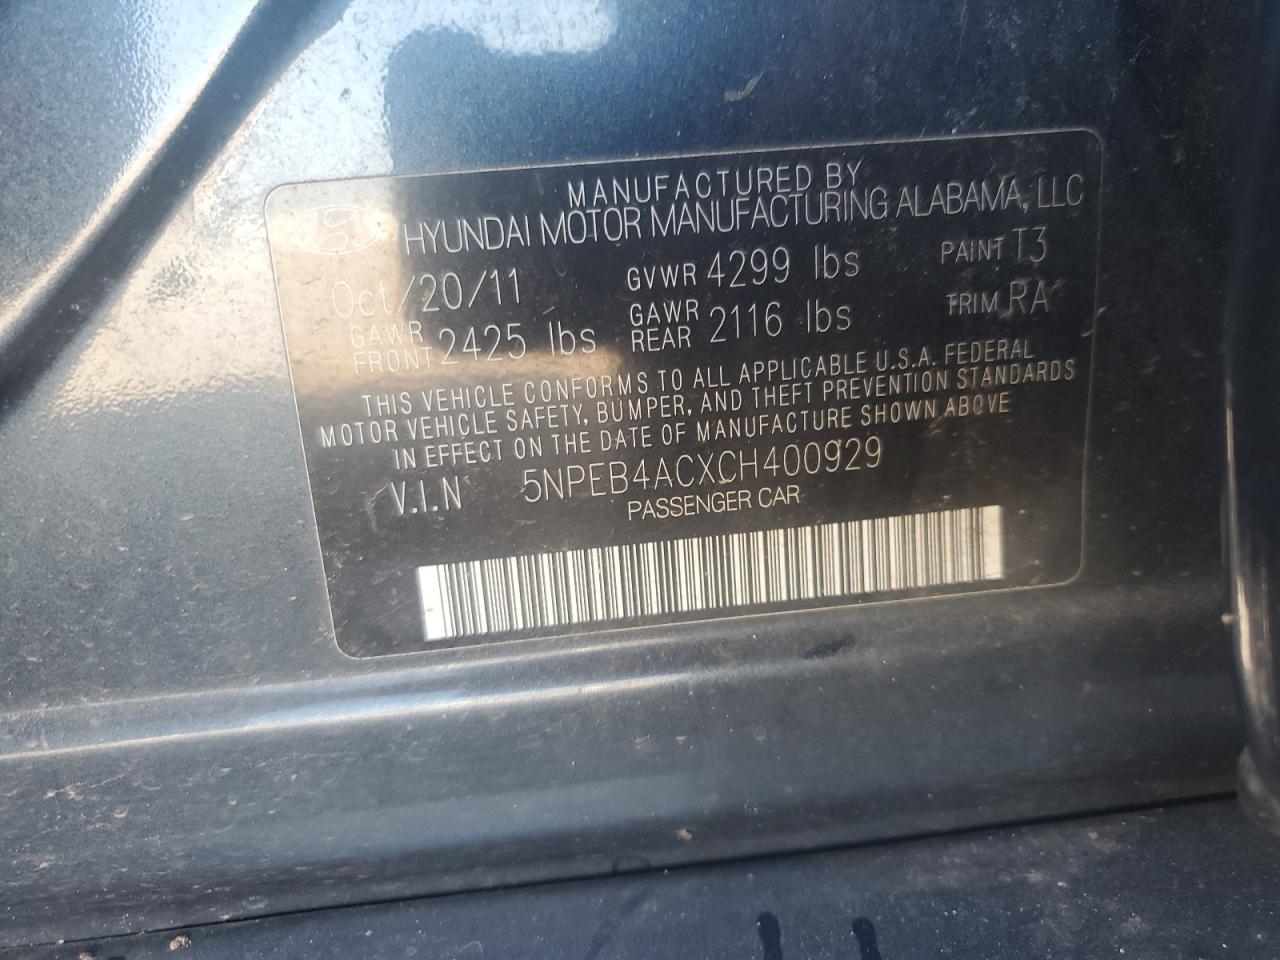 MANUFACTURED BY
HYUNDAI MOTOR MANUFACTURING ALABAMA, LLC
Oct/20/11 GVWR 4299 lbs PAINT T3
GAWR FRONT 2425 lbs GAWR REAR 2116 lbs TRIM RA
THIS VEHICLE CONFORMS TO ALL APPLICABLE U.S.A. FEDERAL
MOTOR VEHICLE SAFETY, BUMPER, AND THEFT PREVENTION STANDARDS
IN EFFECT ON THE DATE OF MANUFACTURE SHOWN ABOVE
V.I.N 5NPEB4ACXCH400929
PASSENGER CAR